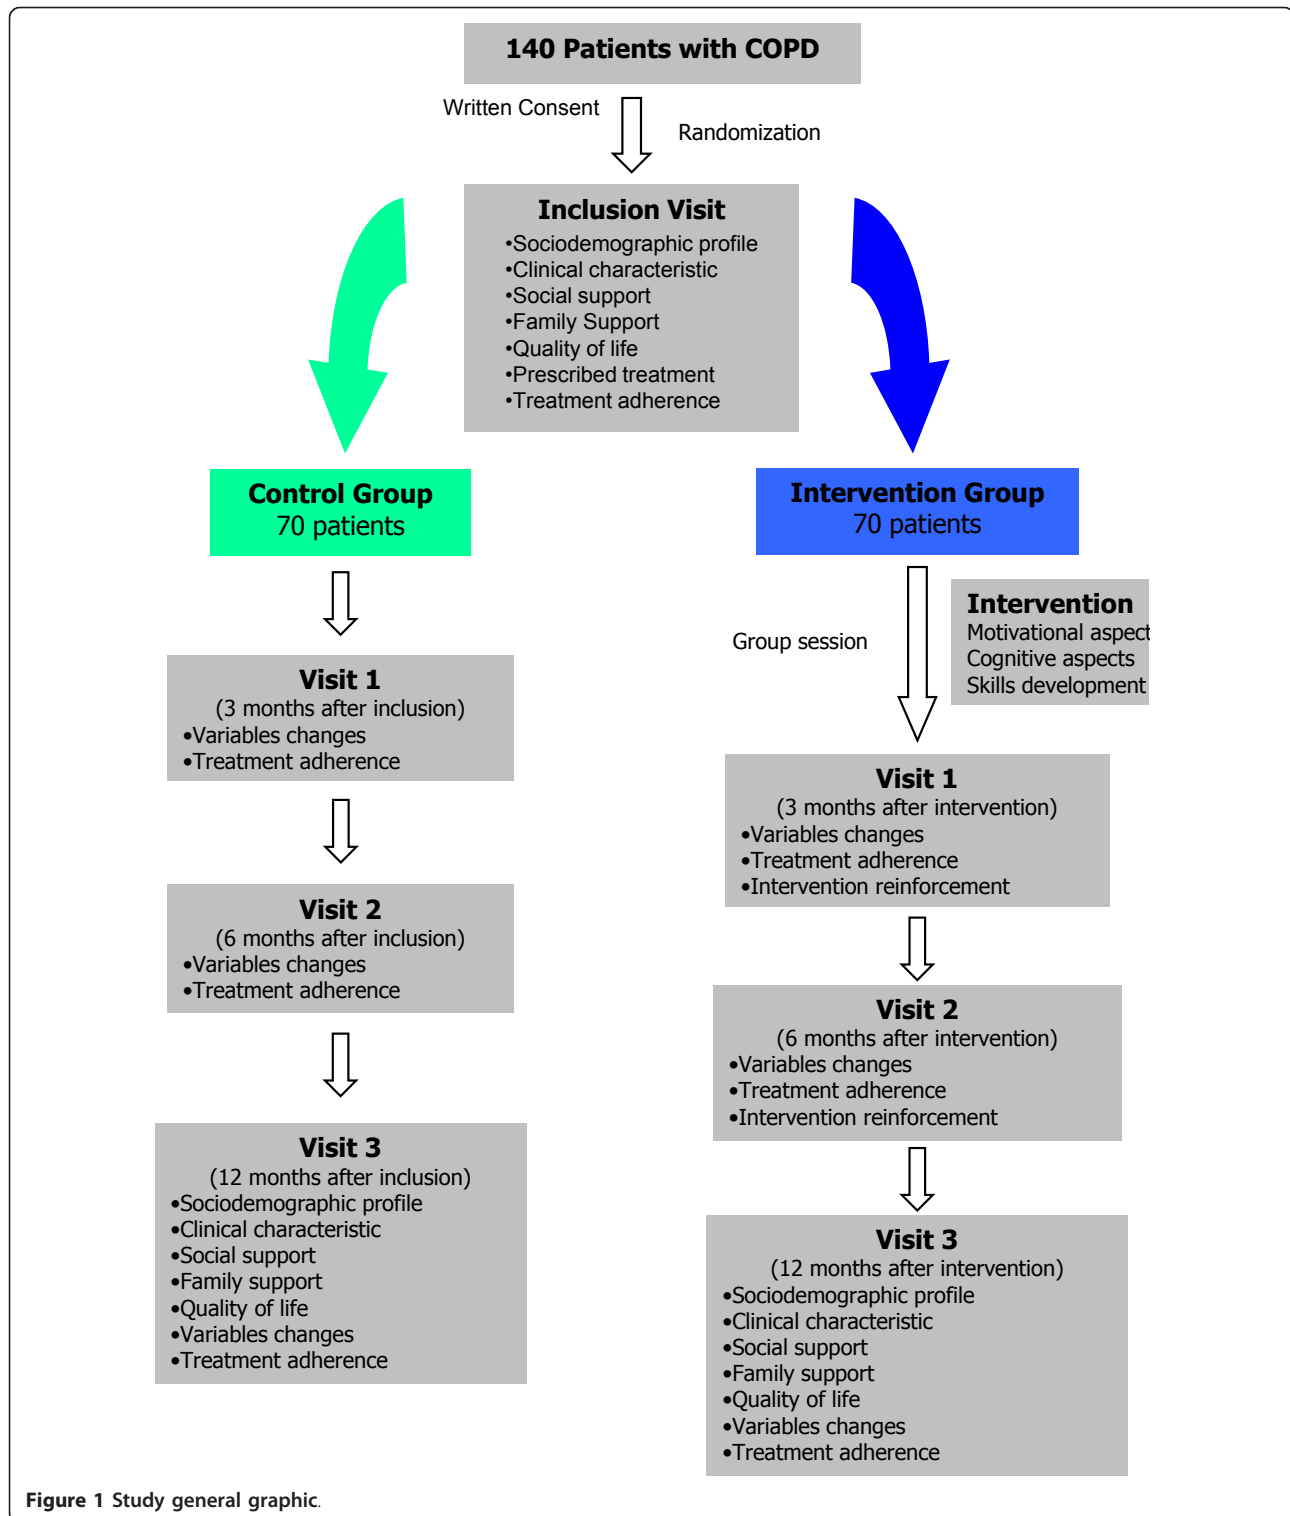 140 Patients with COPD
Written Consent
Randomization
Inclusion Visit
•Sociodemographic profile
•Clinical characteristic
•Social support
•Family Support
•Quality of life
•Prescribed treatment
•Treatment adherence
Control Group
70 patients
Intervention Group
70 patients
Group session
Intervention
Motivational aspect
Cognitive aspects
Skills development
Visit 1
(3 months after inclusion)
•Variables changes
•Treatment adherence
Visit 2
(6 months after inclusion)
•Variables changes
•Treatment adherence
Visit 3
(12 months after inclusion)
•Sociodemographic profile
•Clinical characteristic
•Social support
•Family support
•Quality of life
•Variables changes
•Treatment adherence
Visit 1
(3 months after intervention)
•Variables changes
•Treatment adherence
•Intervention reinforcement
Visit 2
(6 months after intervention)
•Variables changes
•Treatment adherence
•Intervention reinforcement
Visit 3
(12 months after intervention)
•Sociodemographic profile
•Clinical characteristic
•Social support
•Family support
•Quality of life
•Variables changes
•Treatment adherence
Figure 1 Study general graphic.